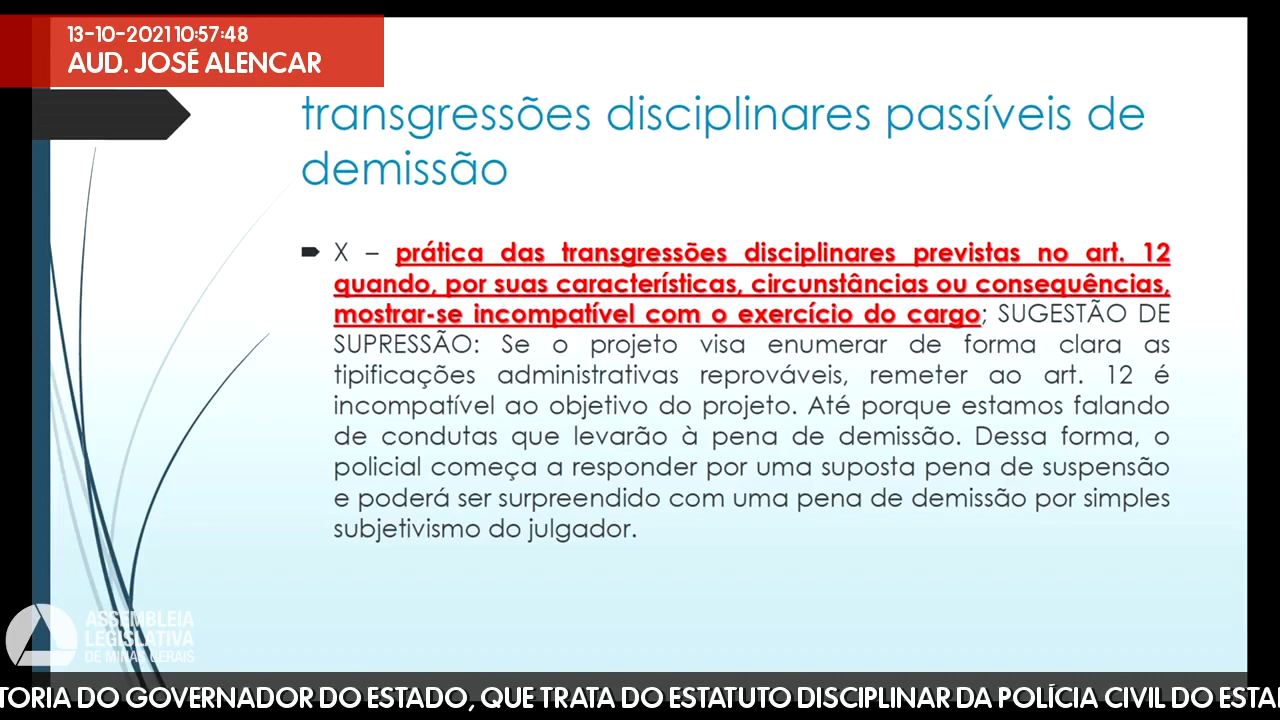 13-10-2021 10:57:48
AUD. JOSÉ ALENCAR
transgressões disciplinares passíveis de
demissão
X – prática das transgressões disciplinares previstas no art. 12
quando, por suas características, circunstâncias ou consequências,
mostrar-se incompatível com o exercício do cargo; SUGESTÃO DE
SUPRESSÃO: Se o projeto visa enumerar de forma clara as
tipificações administrativas reprováveis, remeter ao art. 12 é
incompatível ao objetivo do projeto. Até porque estamos falando
de condutas que levarão à pena de demissão. Dessa forma, o
policial começa a responder por uma suposta pena de suspensão
e poderá ser surpreendido com uma pena de demissão por simples
subjetivismo do julgador.
ASSEMBLEIA
LEGISLATIVA
DE MINAS GERAIS
TORIA DO GOVERNADOR DO ESTADO, QUE TRATA DO ESTATUTO DISCIPLINAR DA POLÍCIA CIVIL DO ESTA